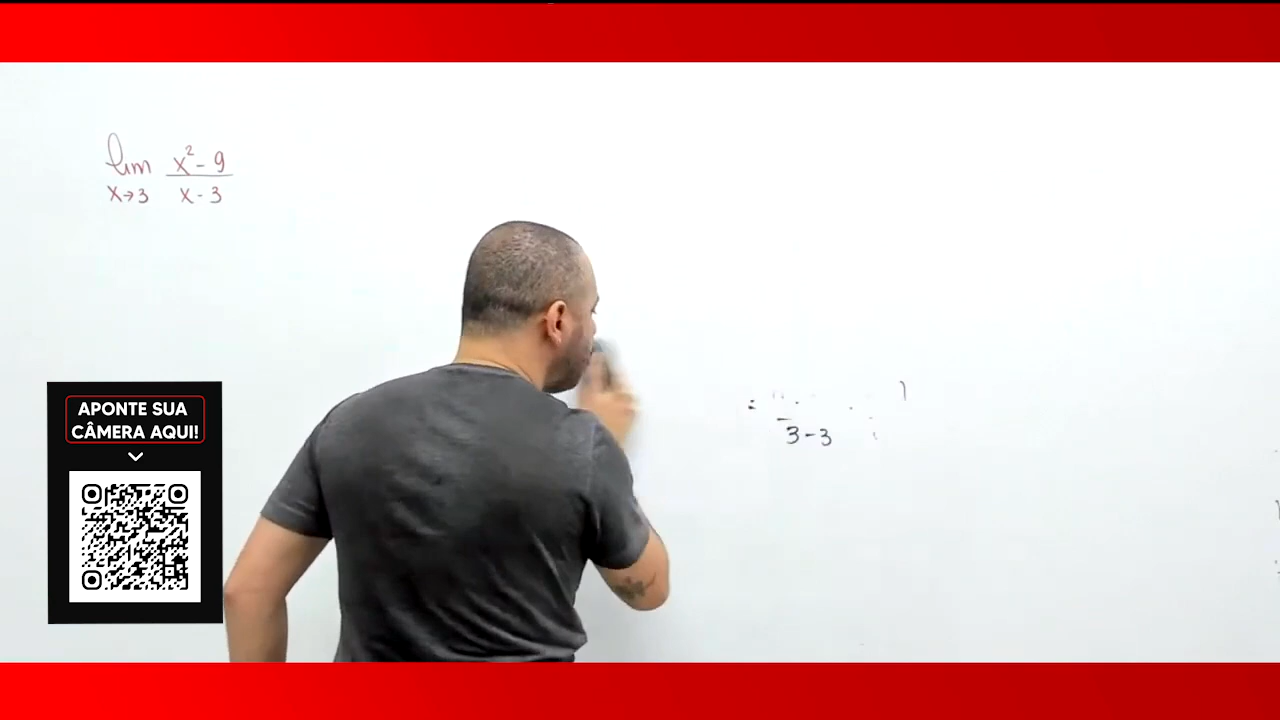 lim x² - 9
x→3 x - 3
3 - 3
APONTE SUA
CÂMERA AQUI!